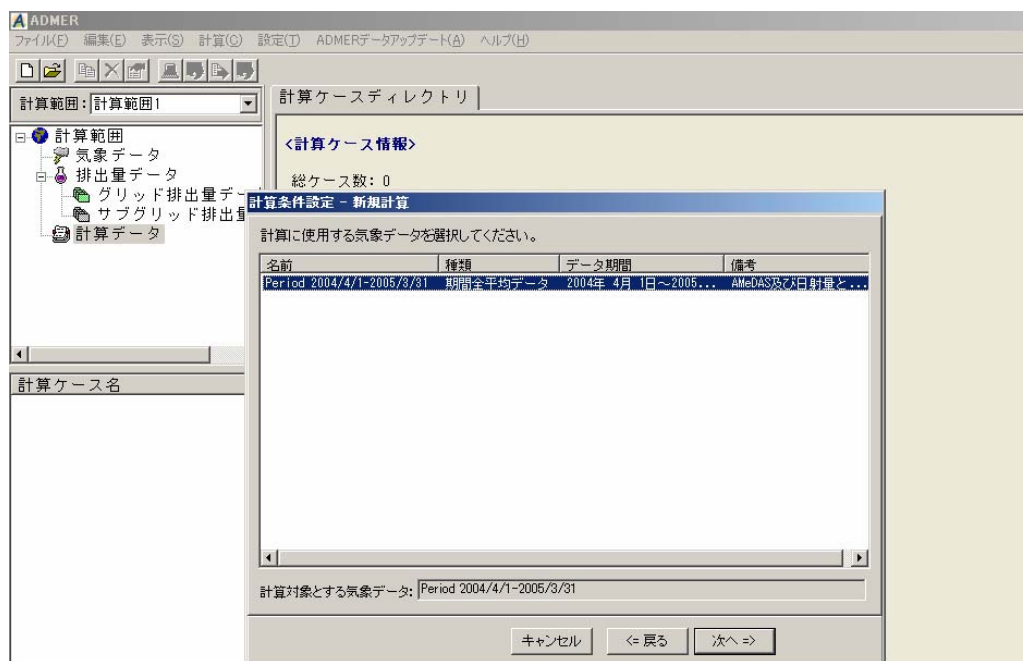 ADMER
ファイル(F) 編集(E) 表示(S) 計算(C) 設定(T) ADMERデータアップデート(A) ヘルプ(H)
計算範囲: 計算範囲1
計算範囲
気象データ
排出量データ
グリッド排出量デー
サブグリッド排出量
計算データ
計算ケース名
計算ケースディレクトリ
<計算ケース情報>
総ケース数: 0
計算条件設定 - 新規計算
計算に使用する気象データを選択してください。
名前 種類 データ期間 備考
Period 2004/4/1-2005/3/31 期間全平均データ 2004年 4月 1日~2005... AMeDAS及び日射量と...
計算対象とする気象データ: Period 2004/4/1-2005/3/31
キャンセル <= 戻る 次へ =>